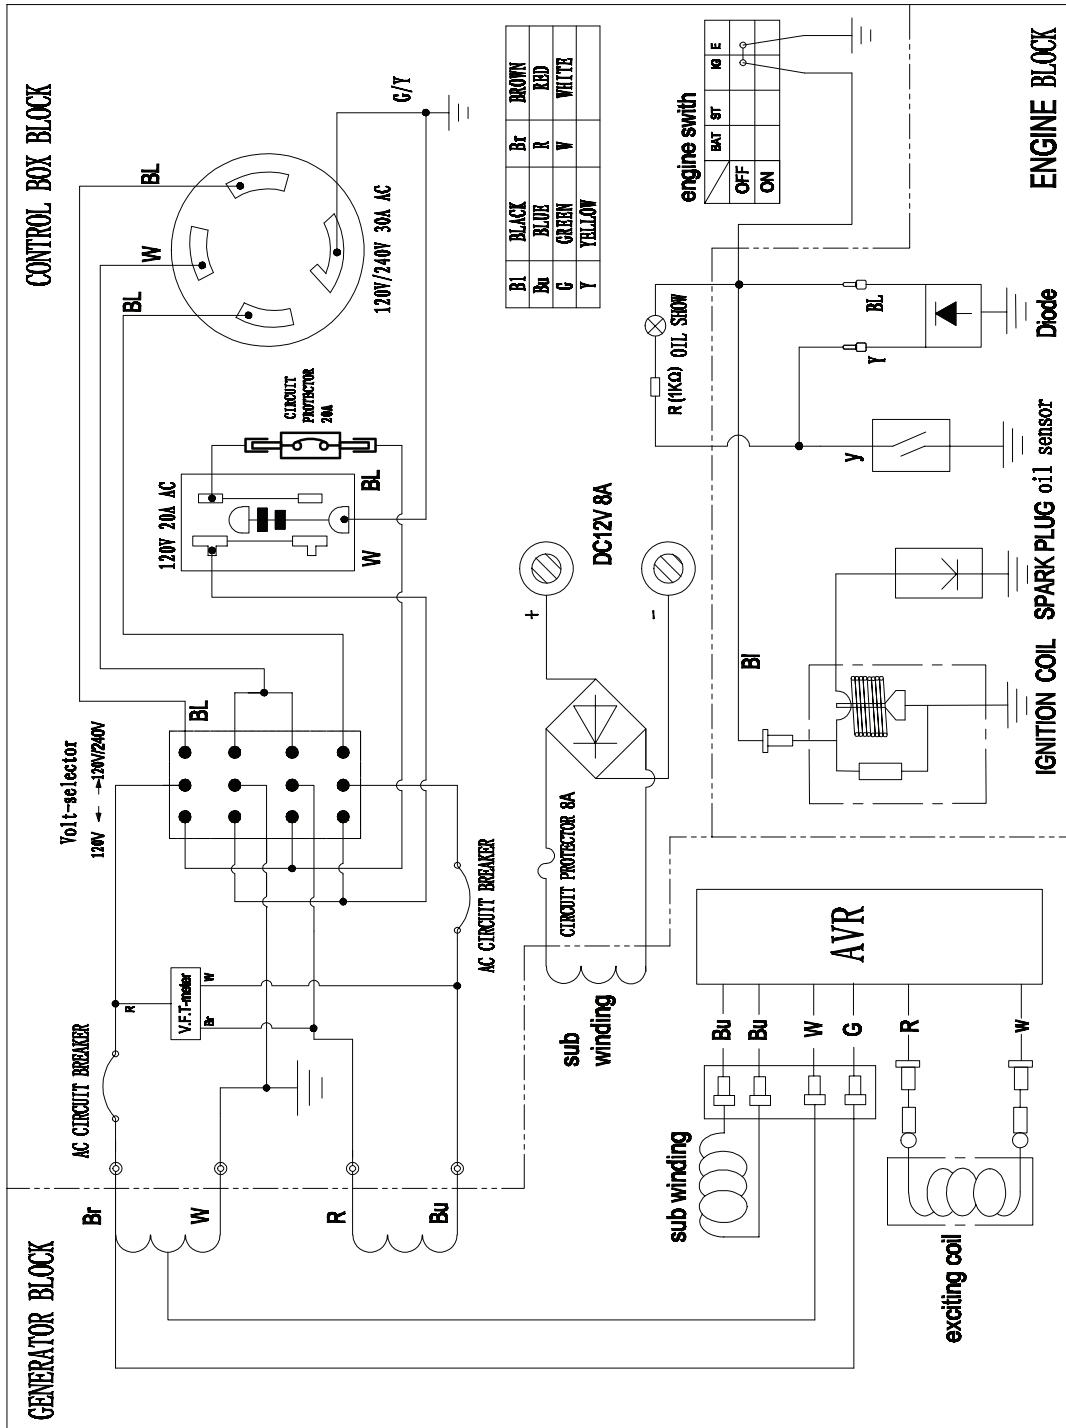 GENERATOR BLOCK
Br
W
R
Bu
AC CIRCUIT BREAKER
R
V.F.T-meter
Br
W
AC CIRCUIT BREAKER
Volt-selector
120V ← →120V/240V
BL
CONTROL BOX BLOCK
BL
W
BL
120V/240V 30A AC
G/Y
120V 20A AC
CIRCUIT
PROTECTOR
20A
BL
W
B1 BLACK Br BROWN
Bu BLUE R RED
G GREEN W WHITE
Y YELLOW
sub
winding
CIRCUIT PROTECTOR 8A
+
-
DC12V 8A
sub winding
Bu
Bu
W
G
R
w
AVR
exciting coil
engine swith
BAT ST IG E
OFF
ON
ENGINE BLOCK
R(1KΩ) OIL SHOW
Bl
y
Y
BL
IGNITION COIL SPARK PLUG oil sensor Diode